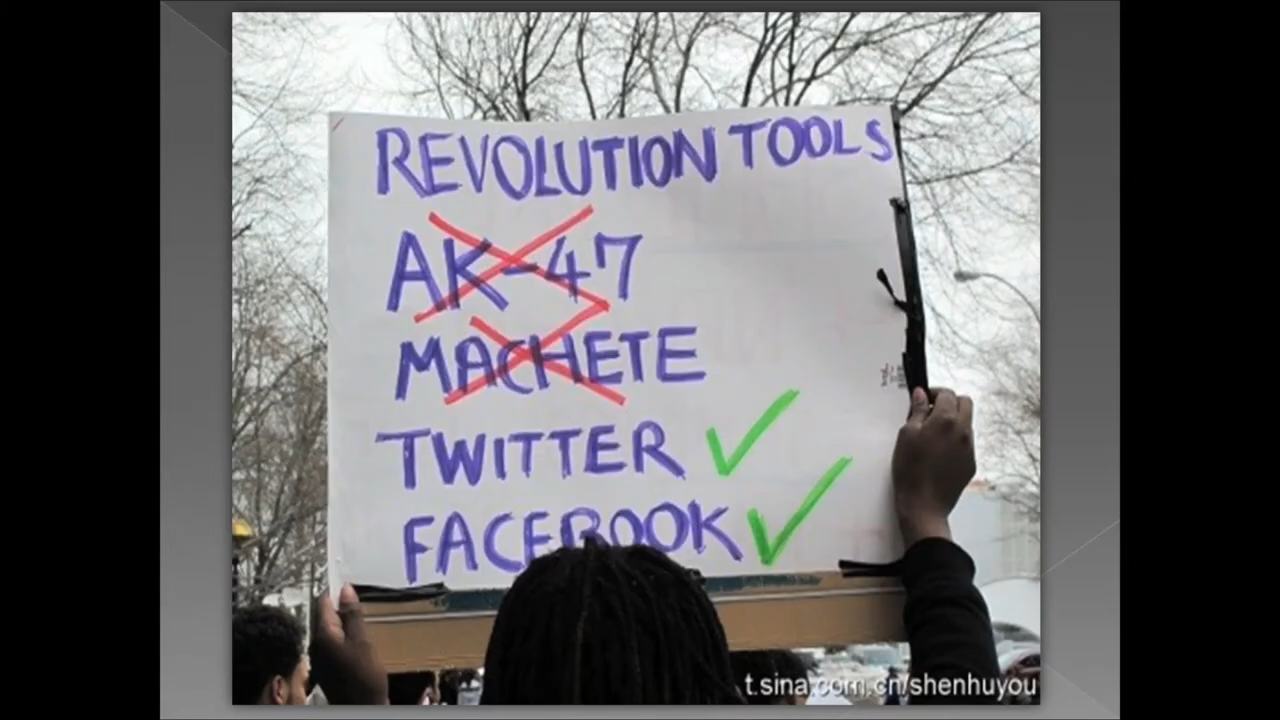 REVOLUTION TOOLS
AK-47
MACHETE
TWITTER
FACEBOOK
t.sina.com.cn/shenhuyou